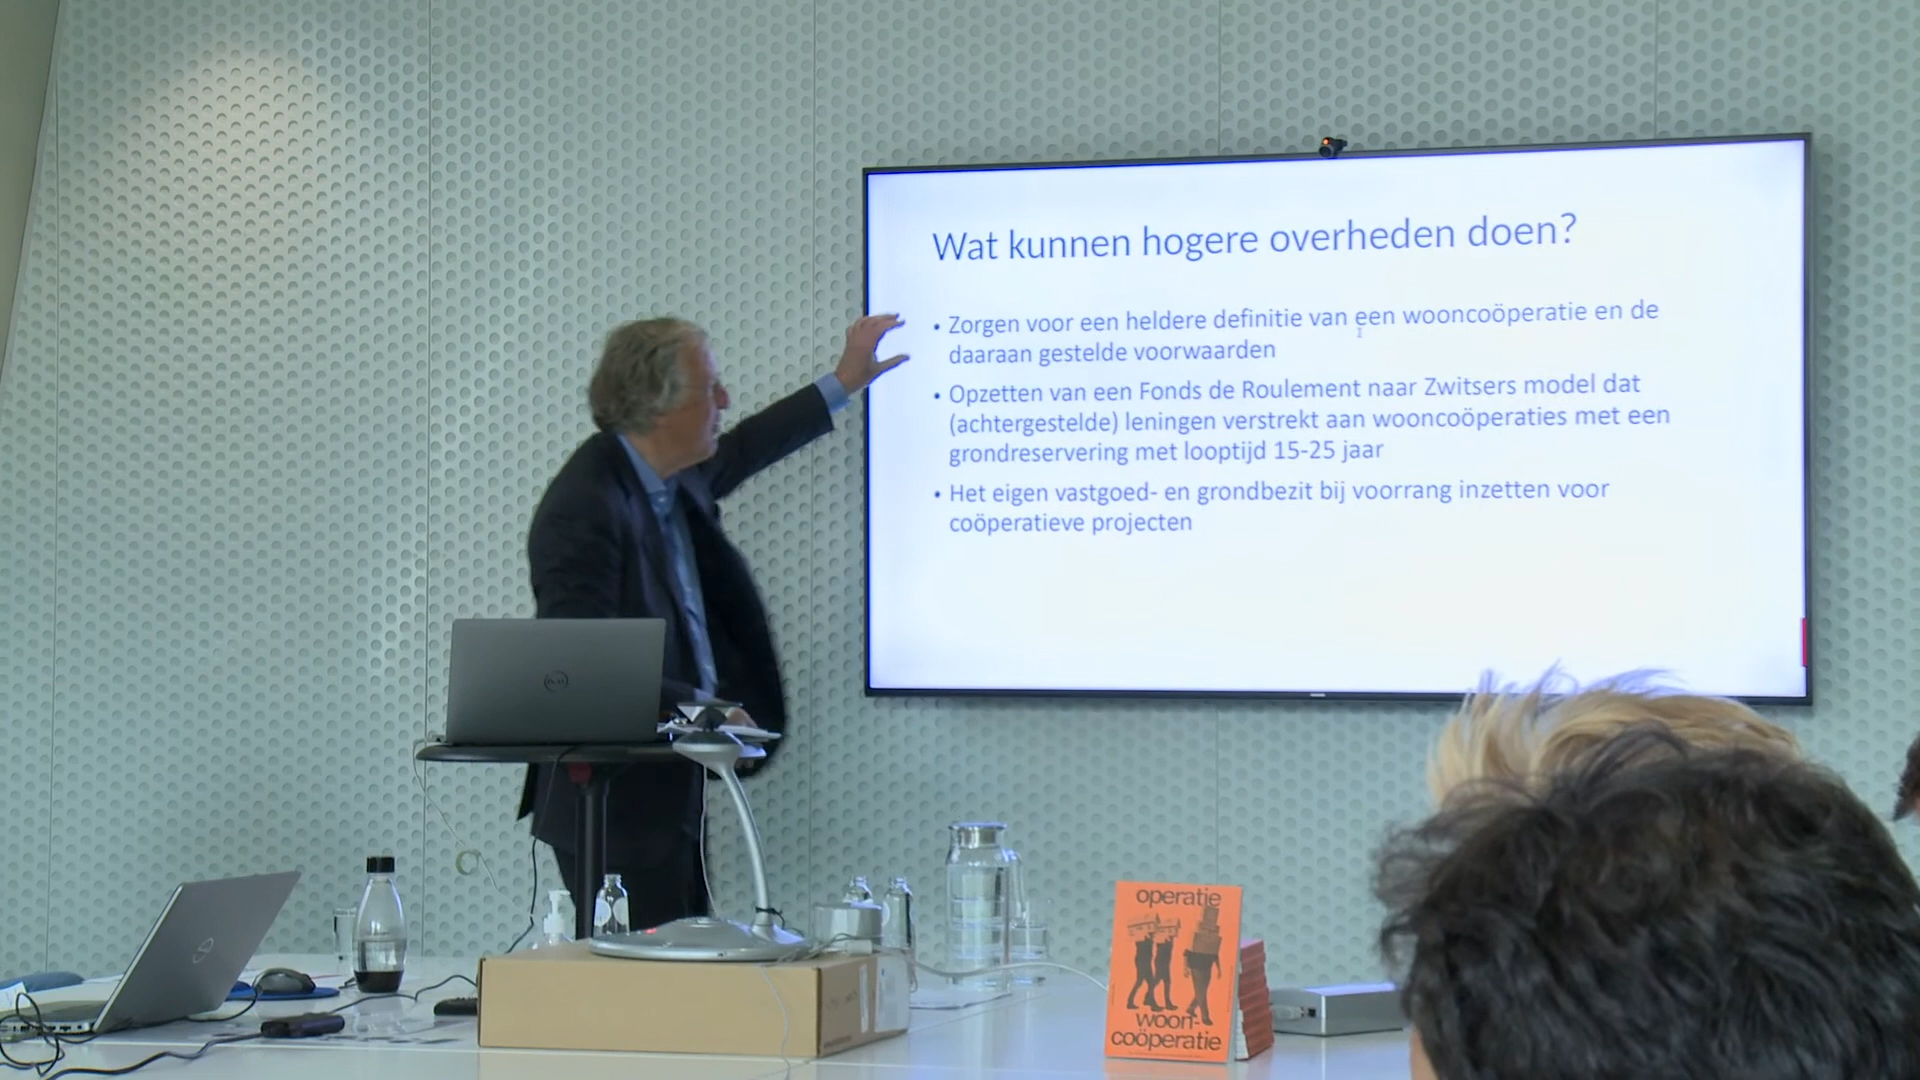 Wat kunnen hogere overheden doen?
• Zorgen voor een heldere definitie van een wooncoöperatie en de
daaraan gestelde voorwaarden
• Opzetten van een Fonds de Roulement naar Zwitsers model dat
(achtergestelde) leningen verstrekt aan wooncoöperaties met een
grondreservering met looptijd 15-25 jaar
• Het eigen vastgoed- en grondbezit bij voorrang inzetten voor
coöperatieve projecten
DELL
operatie
woon-
coöperatie